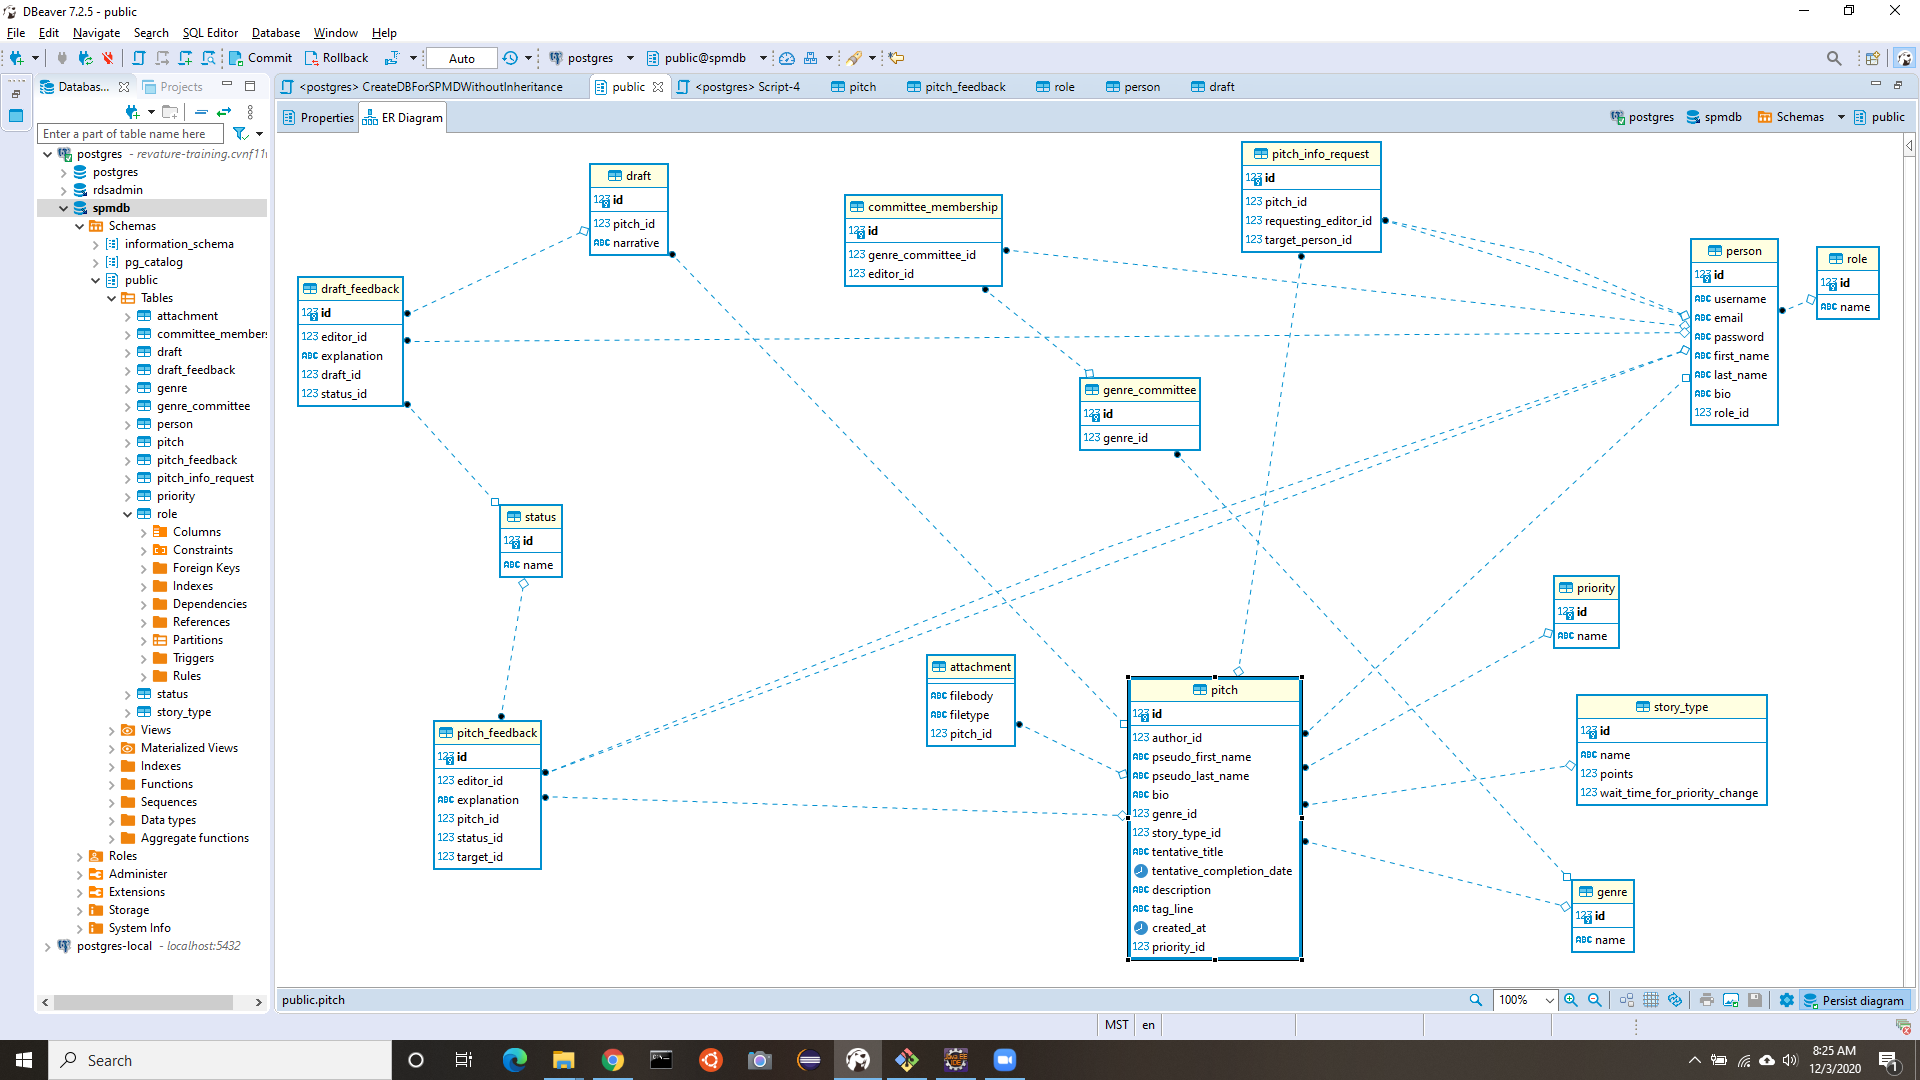 DBeaver 7.2.5 - public
File Edit Navigate Search SQL Editor Database Window Help
Commit Rollback Auto postgres public@spmdb
Databas... Projects
<postgres> CreateDBForSPMDWithoutInheritance public <postgres> Script-4 pitch pitch_feedback role person draft
Enter a part of table name here
Properties ER Diagram
postgres spmdb Schemas public
postgres - revature-training.cvnf11
postgres
rdsadmin
spmdb
Schemas
information_schema
pg_catalog
public
Tables
attachment
committee_members
draft
draft_feedback
genre
genre_committee
person
pitch
pitch_feedback
pitch_info_request
priority
role
Columns
Constraints
Foreign Keys
Indexes
Dependencies
References
Partitions
Triggers
Rules
status
story_type
Views
Materialized Views
Indexes
Functions
Sequences
Data types
Aggregate functions
Roles
Administer
Extensions
Storage
System Info
postgres-local - localhost:5432
draft
123 id
123 pitch_id
ABC narrative
committee_membership
123 id
123 genre_committee_id
123 editor_id
pitch_info_request
123 id
123 pitch_id
123 requesting_editor_id
123 target_person_id
person
123 id
ABC username
ABC email
ABC password
ABC first_name
ABC last_name
ABC bio
123 role_id
role
123 id
ABC name
draft_feedback
123 id
123 editor_id
ABC explanation
123 draft_id
123 status_id
genre_committee
123 id
123 genre_id
status
123 id
ABC name
priority
123 id
ABC name
attachment
ABC filebody
ABC filetype
123 pitch_id
pitch
123 id
123 author_id
ABC pseudo_first_name
ABC pseudo_last_name
ABC bio
123 genre_id
123 story_type_id
ABC tentative_title
tentative_completion_date
ABC description
ABC tag_line
created_at
123 priority_id
story_type
123 id
ABC name
123 points
123 wait_time_for_priority_change
pitch_feedback
123 id
123 editor_id
ABC explanation
123 pitch_id
123 status_id
123 target_id
genre
123 id
ABC name
public.pitch
100%
Persist diagram
MST en
Search
8:25 AM
12/3/2020
1